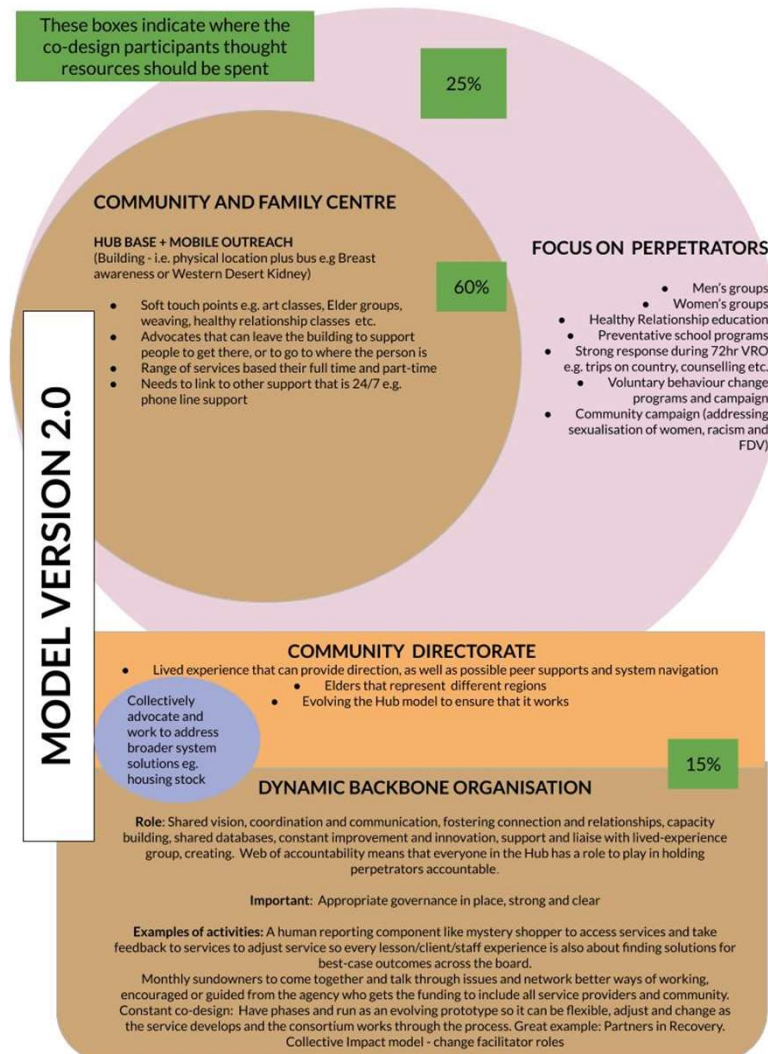 These boxes indicate where the
co-design participants thought
resources should be spent
25%
COMMUNITY AND FAMILY CENTRE
HUB BASE + MOBILE OUTREACH
(Building - i.e. physical location plus bus e.g Breast
awareness or Western Desert Kidney)
60%
● Soft touch points e.g. art classes, Elder groups,
weaving, healthy relationship classes etc.
● Advocates that can leave the building to support
people to get there, or to go to where the person is
● Range of services based their full time and part-time
● Needs to link to other support that is 24/7 e.g.
phone line support
FOCUS ON PERPETRATORS
● Men's groups
● Women's groups
● Healthy Relationship education
● Preventative school programs
● Strong response during 72hr VRO
e.g. trips on country, counselling etc.
● Voluntary behaviour change
programs and campaign
● Community campaign (addressing
sexualisation of women, racism and
FDV)
MODEL VERSION 2.0
COMMUNITY DIRECTORATE
● Lived experience that can provide direction, as well as possible peer supports and system navigation
● Elders that represent different regions
● Evolving the Hub model to ensure that it works
Collectively
advocate and
work to address
broader system
solutions eg.
housing stock
15%
DYNAMIC BACKBONE ORGANISATION
Role: Shared vision, coordination and communication, fostering connection and relationships, capacity
building, shared databases, constant improvement and innovation, support and liaise with lived-experience
group, creating. Web of accountability means that everyone in the Hub has a role to play in holding
perpetrators accountable.
Important: Appropriate governance in place, strong and clear
Examples of activities: A human reporting component like mystery shopper to access services and take
feedback to services to adjust service so every lesson/client/staff experience is also about finding solutions for
best-case outcomes across the board.
Monthly sundowners to come together and talk through issues and network better ways of working,
encouraged or guided from the agency who gets the funding to include all service providers and community.
Constant co-design: Have phases and run as an evolving prototype so it can be flexible, adjust and change as
the service develops and the consortium works through the process. Great example: Partners in Recovery.
Collective Impact model - change facilitator roles